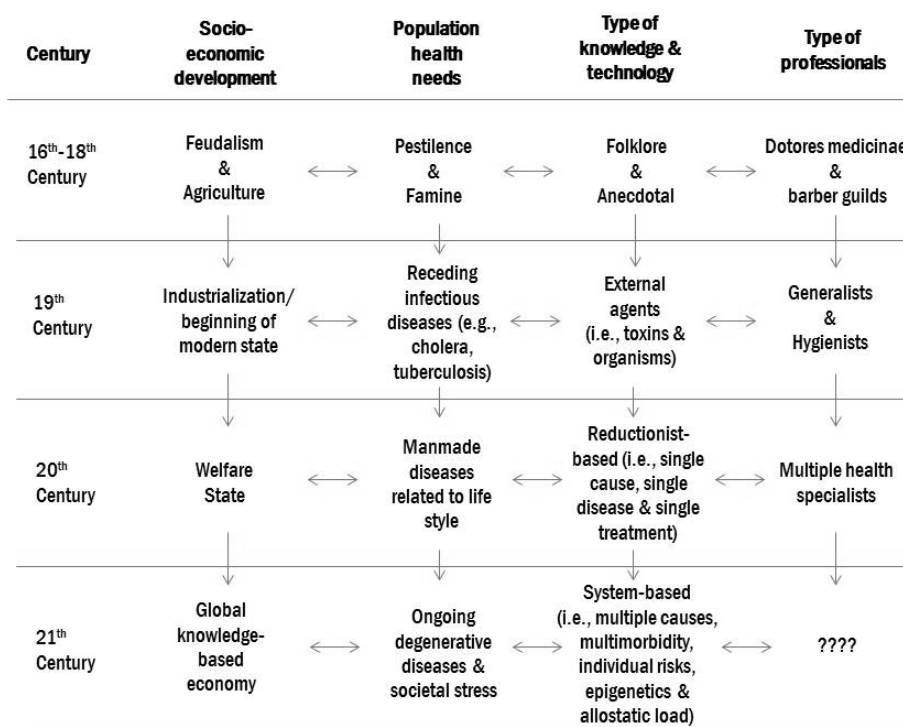 Century
Socio-
economic
development
Population
health
needs
Type of
knowledge &
technology
Type of
professionals
16th-18th
Century
Feudalism
&
Agriculture
Pestilence
&
Famine
Folklore
&
Anecdotal
Dotores medicinae
&
barber guilds
19th
Century
Industrialization/
beginning of
modern state
Receding
infectious
diseases (e.g.,
cholera,
tuberculosis)
External
agents
(i.e., toxins &
organisms)
Generalists
&
Hygienists
20th
Century
Welfare
State
Manmade
diseases
related to life
style
Reductionist-
based (i.e., single
cause, single
disease & single
treatment)
Multiple health
specialists
21th
Century
Global
knowledge-
based
economy
Ongoing
degenerative
diseases &
societal stress
System-based
(i.e., multiple causes,
multimorbidity,
individual risks,
epigenetics &
allostatic load)
????